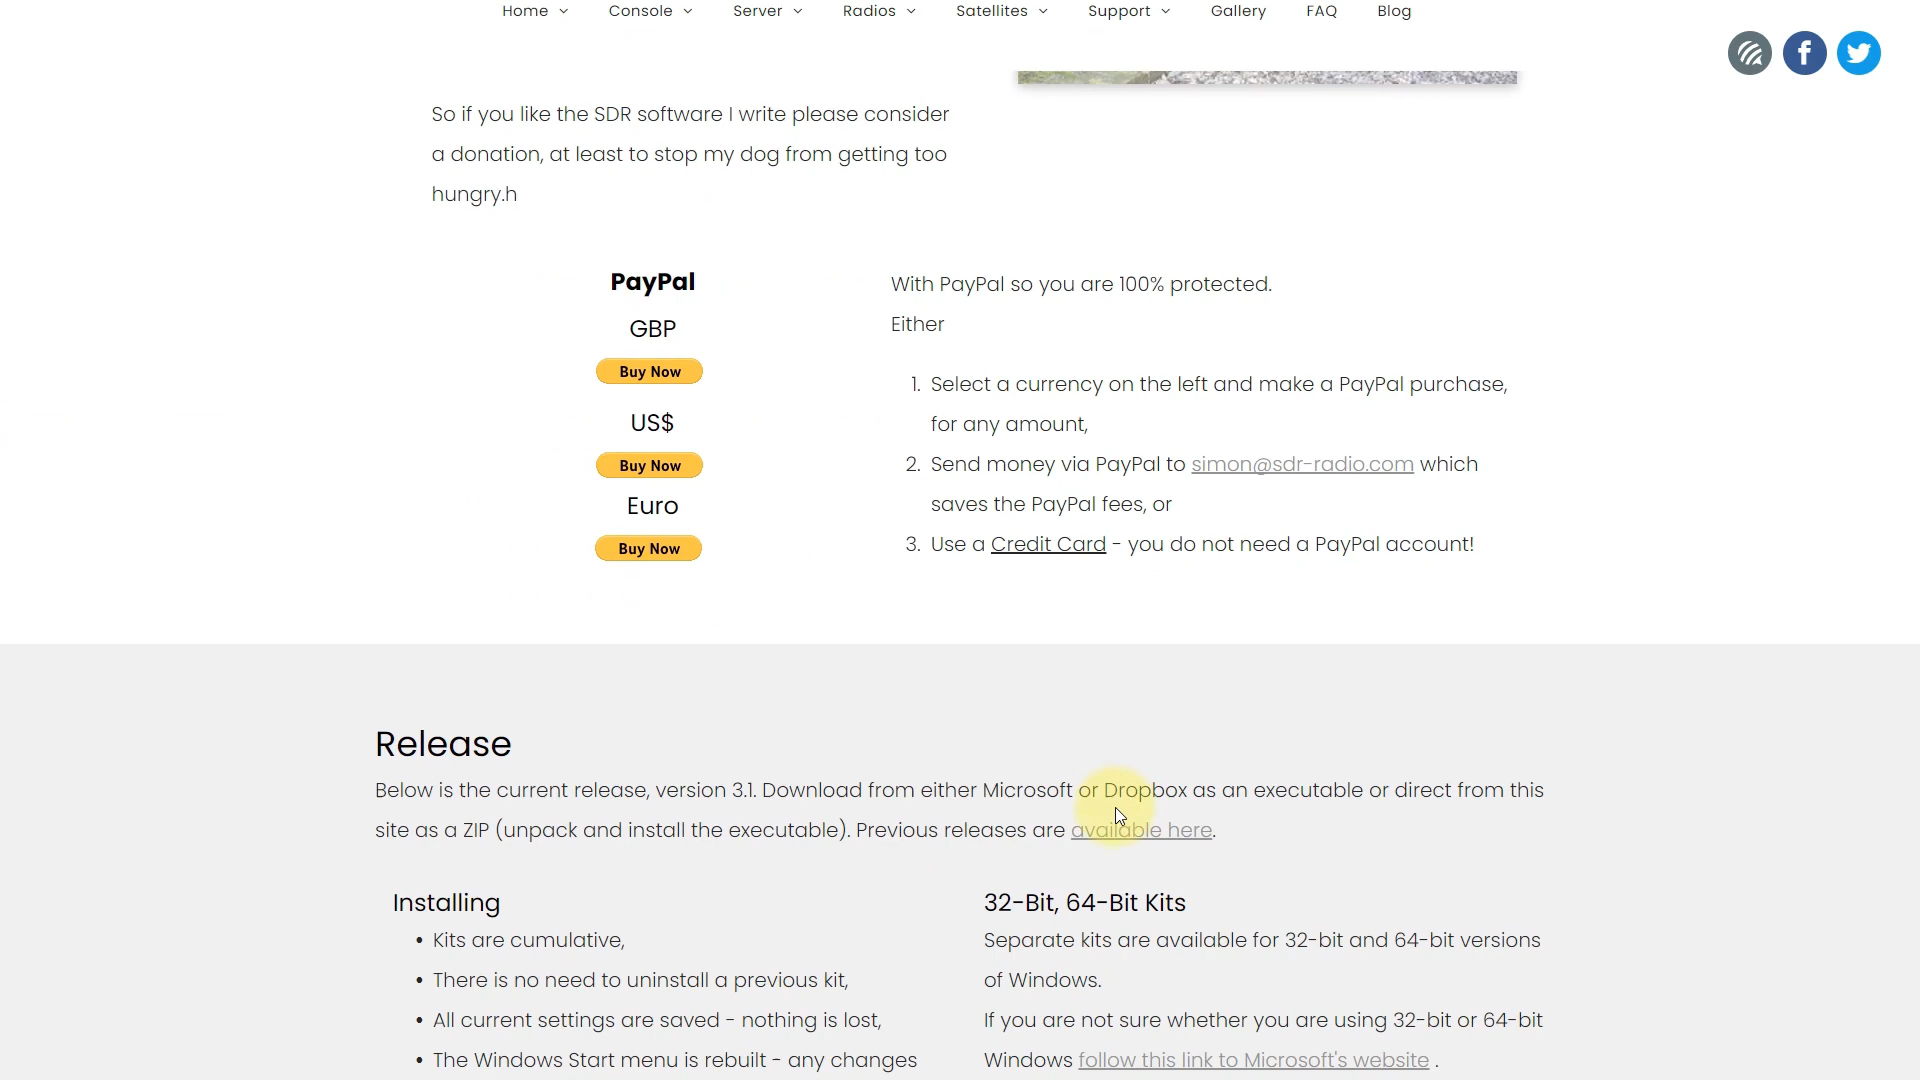 Home Console Server Radios Satellites Support Gallery FAQ Blog
So if you like the SDR software I write please consider
a donation, at least to stop my dog from getting too
hungry.h
PayPal
GBP
Buy Now
US$
Buy Now
Euro
Buy Now
With PayPal so you are 100% protected.
Either
1. Select a currency on the left and make a PayPal purchase,
for any amount,
2. Send money via PayPal to simon@sdr-radio.com which
saves the PayPal fees, or
3. Use a Credit Card - you do not need a PayPal account!
Release
Below is the current release, version 3.1. Download from either Microsoft or Dropbox as an executable or direct from this
site as a ZIP (unpack and install the executable). Previous releases are available here.
Installing
• Kits are cumulative,
• There is no need to uninstall a previous kit,
• All current settings are saved - nothing is lost,
• The Windows Start menu is rebuilt - any changes
32-Bit, 64-Bit Kits
Separate kits are available for 32-bit and 64-bit versions
of Windows.
If you are not sure whether you are using 32-bit or 64-bit
Windows follow this link to Microsoft's website .